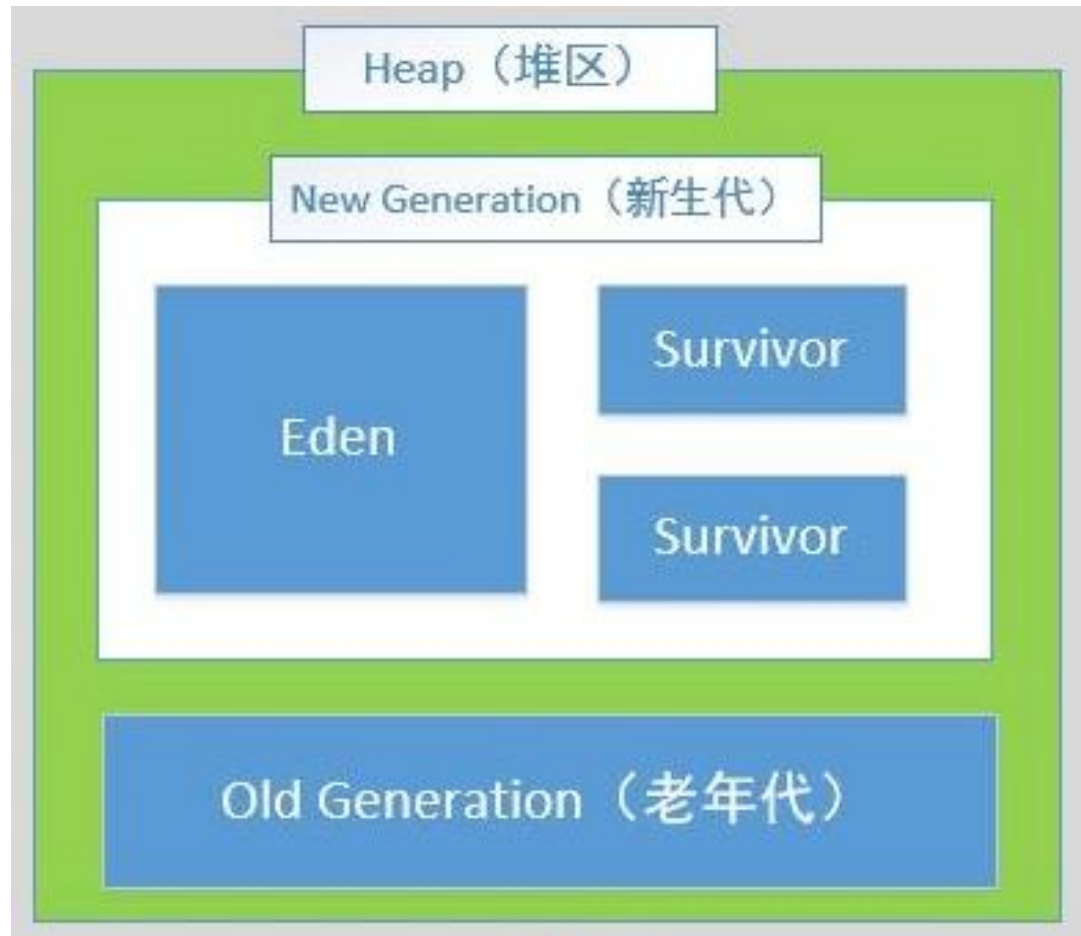 Heap（堆区）
New Generation（新生代）
Eden
Survivor
Survivor
Old Generation（老年代）